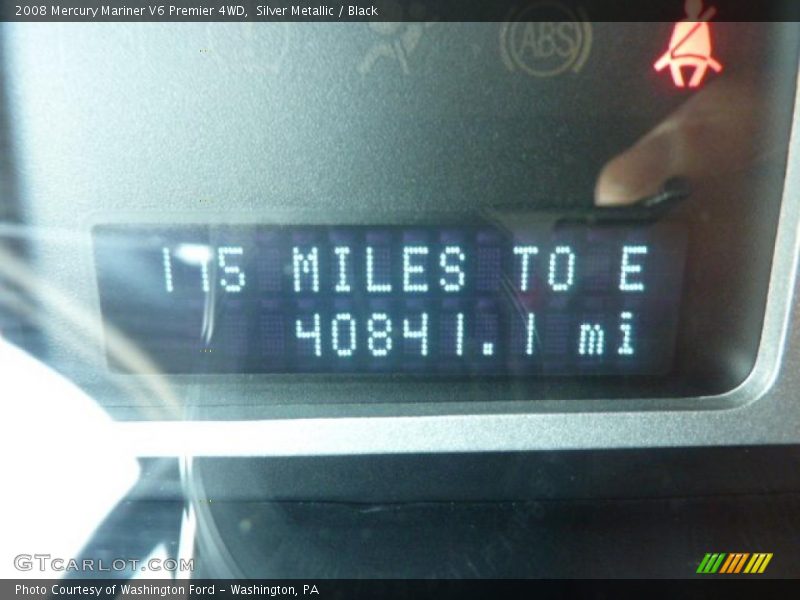 2008 Mercury Mariner V6 Premier 4WD,  Silver Metallic / Black
ABS
MILES TO E
40841.1 mi
GTCARLOT.COM
Photo Courtesy of Washington Ford - Washington, PA